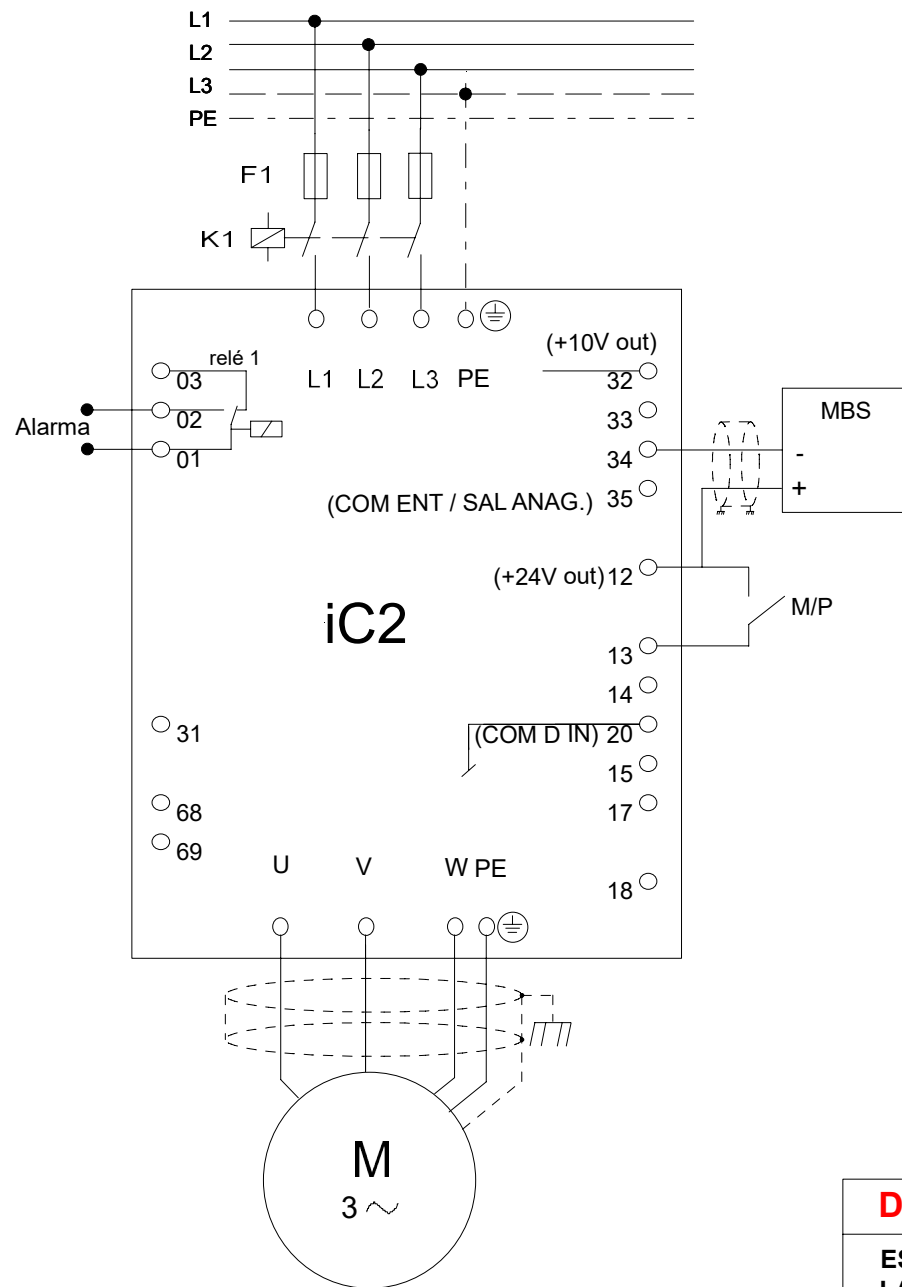 L1
L2
L3
PE
F1
K1
03
relé 1
02
01
Alarma
L1 L2 L3 PE
(+10V out)
32
33
34
(COM ENT / SAL ANAG.) 35
MBS
-
+
(+24V out) 12
M/P
iC2
13
14
(COM D IN) 20
15
17
18
31
68
69
U V W PE
M
3 ~
D
ES